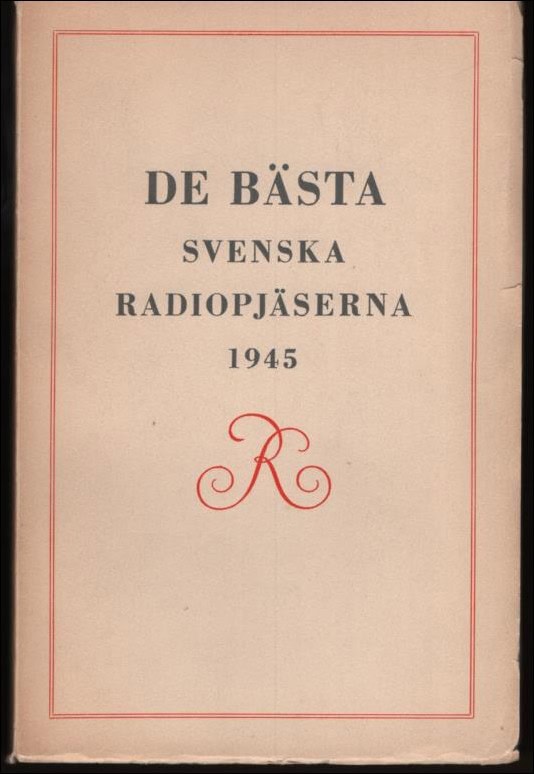 DE BÄSTA
SVENSKA
RADIOPJÄSERNA
1945
R